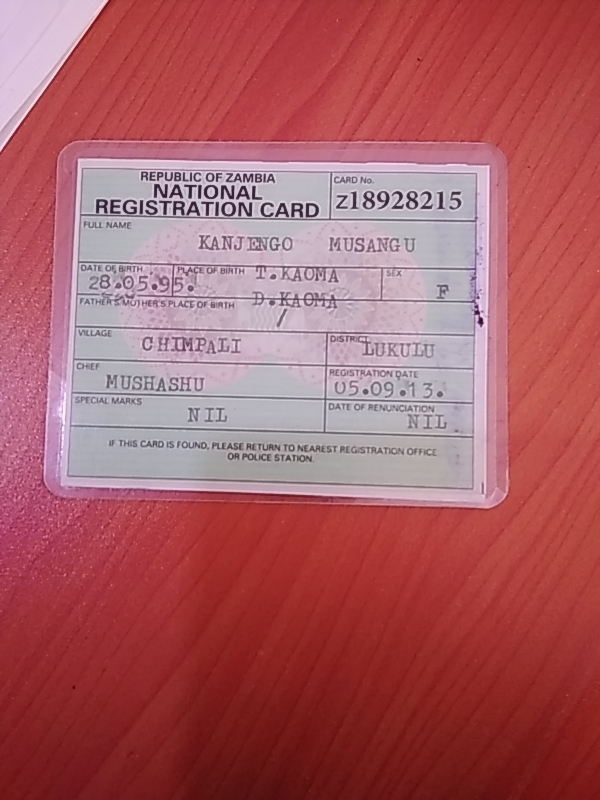 REPUBLIC OF ZAMBIA
NATIONAL
REGISTRATION CARD
CARD No.
z18928215
FULL NAME
KANJENGO MUSANGU
DATE OF BIRTH
28.05.95.
PLACE OF BIRTH T.KAOMA
D.KAOMA
SEX
F
FATHER'S/MOTHER'S PLACE OF BIRTH
/
VILLAGE
CHIMPALI
DISTRICT
LUKULU
CHIEF
MUSHASHU
REGISTRATION DATE
05.09.13.
SPECIAL MARKS
NIL
DATE OF RENUNCIATION
NIL
IF THIS CARD IS FOUND, PLEASE RETURN TO NEAREST REGISTRATION OFFICE
OR POLICE STATION.